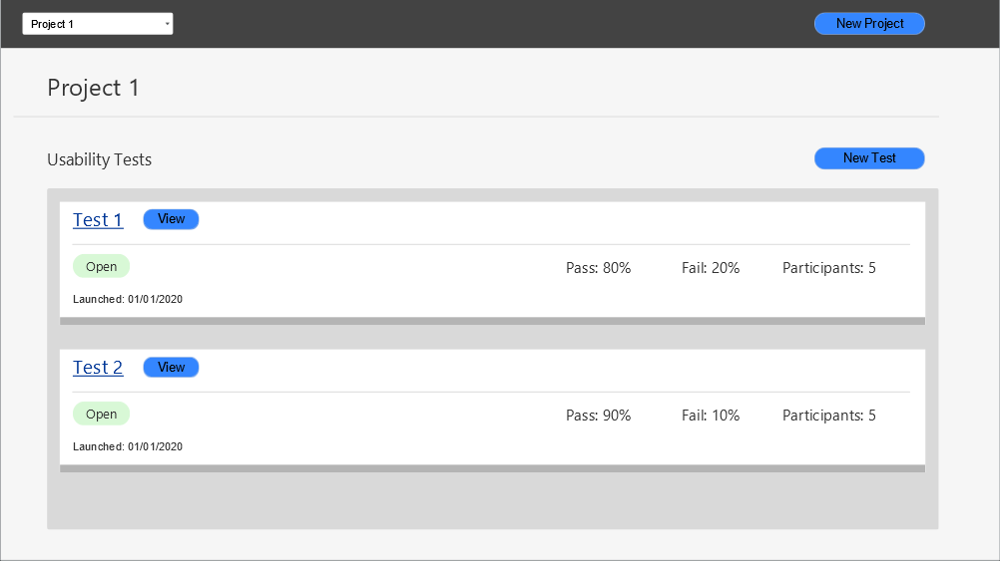 Project 1
New Project
Project 1
Usability Tests
New Test
Test 1
View
Open
Pass: 80%
Fail: 20%
Participants: 5
Launched: 01/01/2020
Test 2
View
Open
Pass: 90%
Fail: 10%
Participants: 5
Launched: 01/01/2020